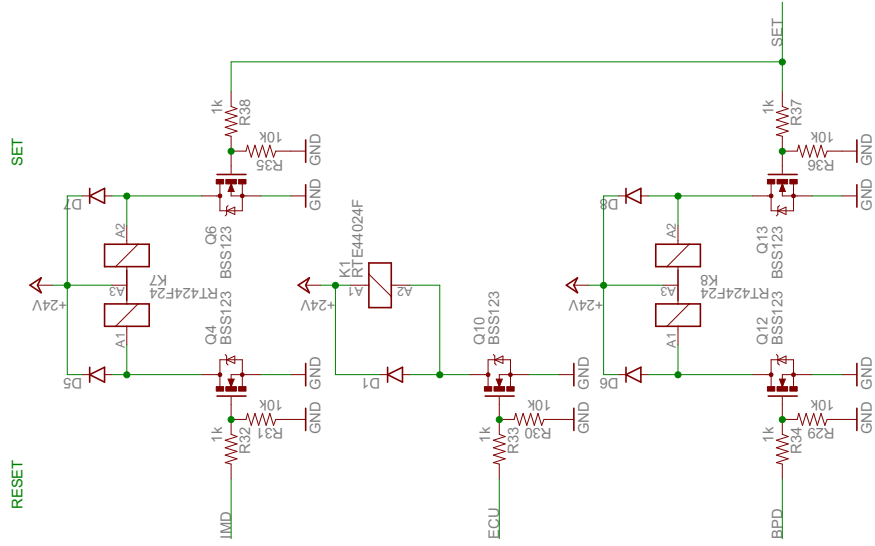 SET
SET
1k
R38
10k
R35
GND
GND
1k
R37
10k
R36
GND
GND
D7
A2
Q6
BSS123
K7
RT424F24
A3
A1
+24V
D5
Q4
BSS123
GND
10k
R31
GND
1k
R32
IMD
K1
RTE44024F
A1
A2
+24V
D1
Q10
BSS123
GND
10k
R30
GND
1k
R33
ECU
D8
A2
Q13
BSS123
K8
RT424F24
A3
A1
+24V
D6
Q12
BSS123
GND
10k
R29
GND
1k
R34
BPD
RESET